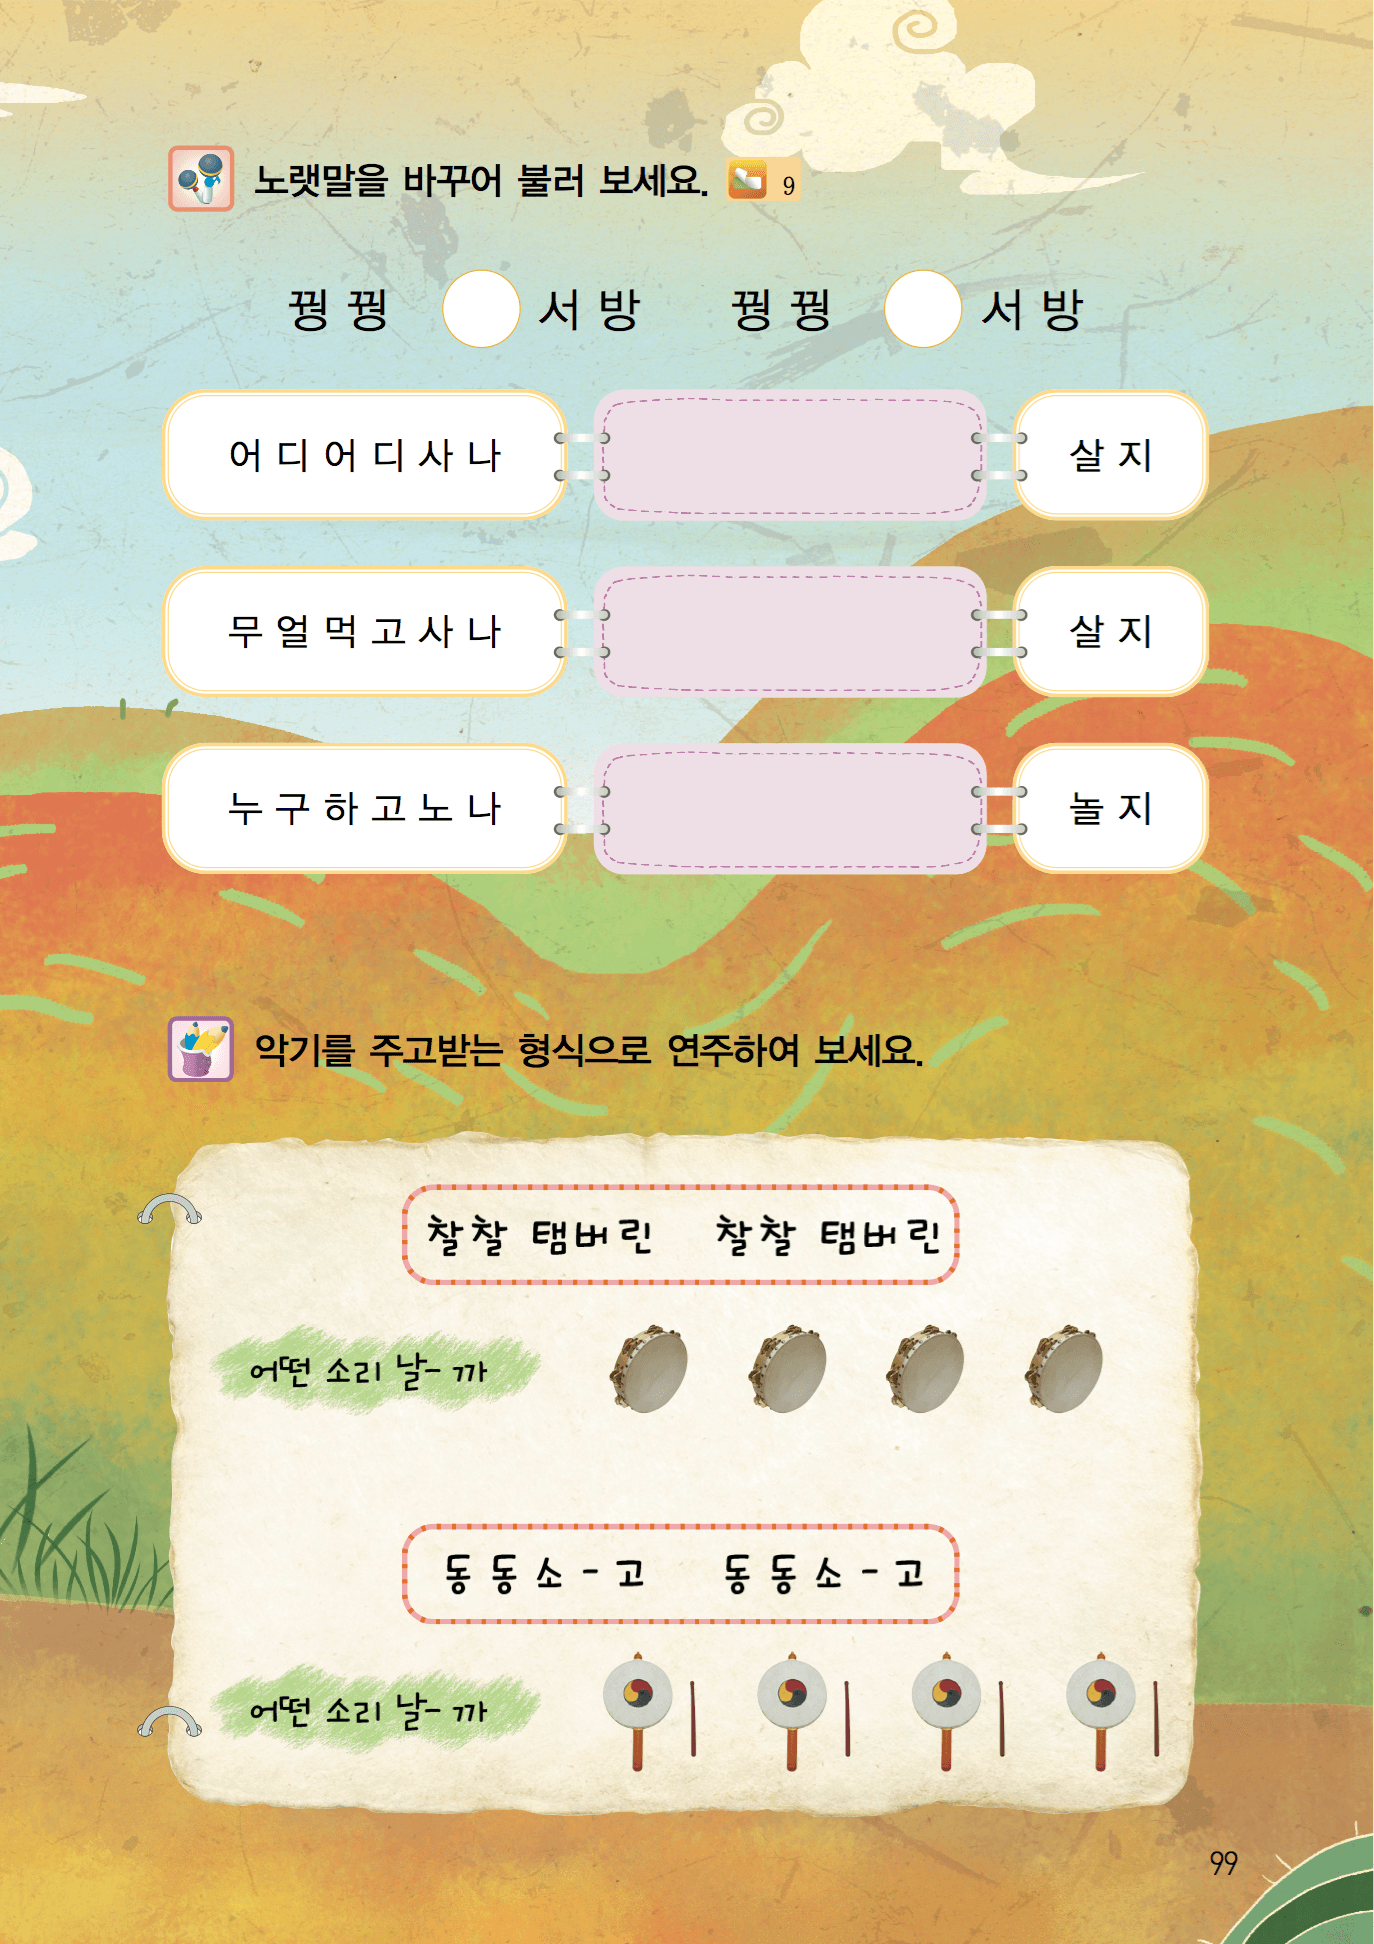 노랫말을 바꾸어 불러 보세요. 9
꿩 꿩 서 방 꿩 꿩 서 방
어 디 어 디 사 나 살 지
무 얼 먹 고 사 나 살 지
누 구 하 고 노 나 놀 지
악기를 주고받는 형식으로 연주하여 보세요.
찰찰 탬버린 찰찰 탬버린
어떤 소리 날- 까
동 동 소 - 고 동 동 소 - 고
어떤 소리 날- 까
99